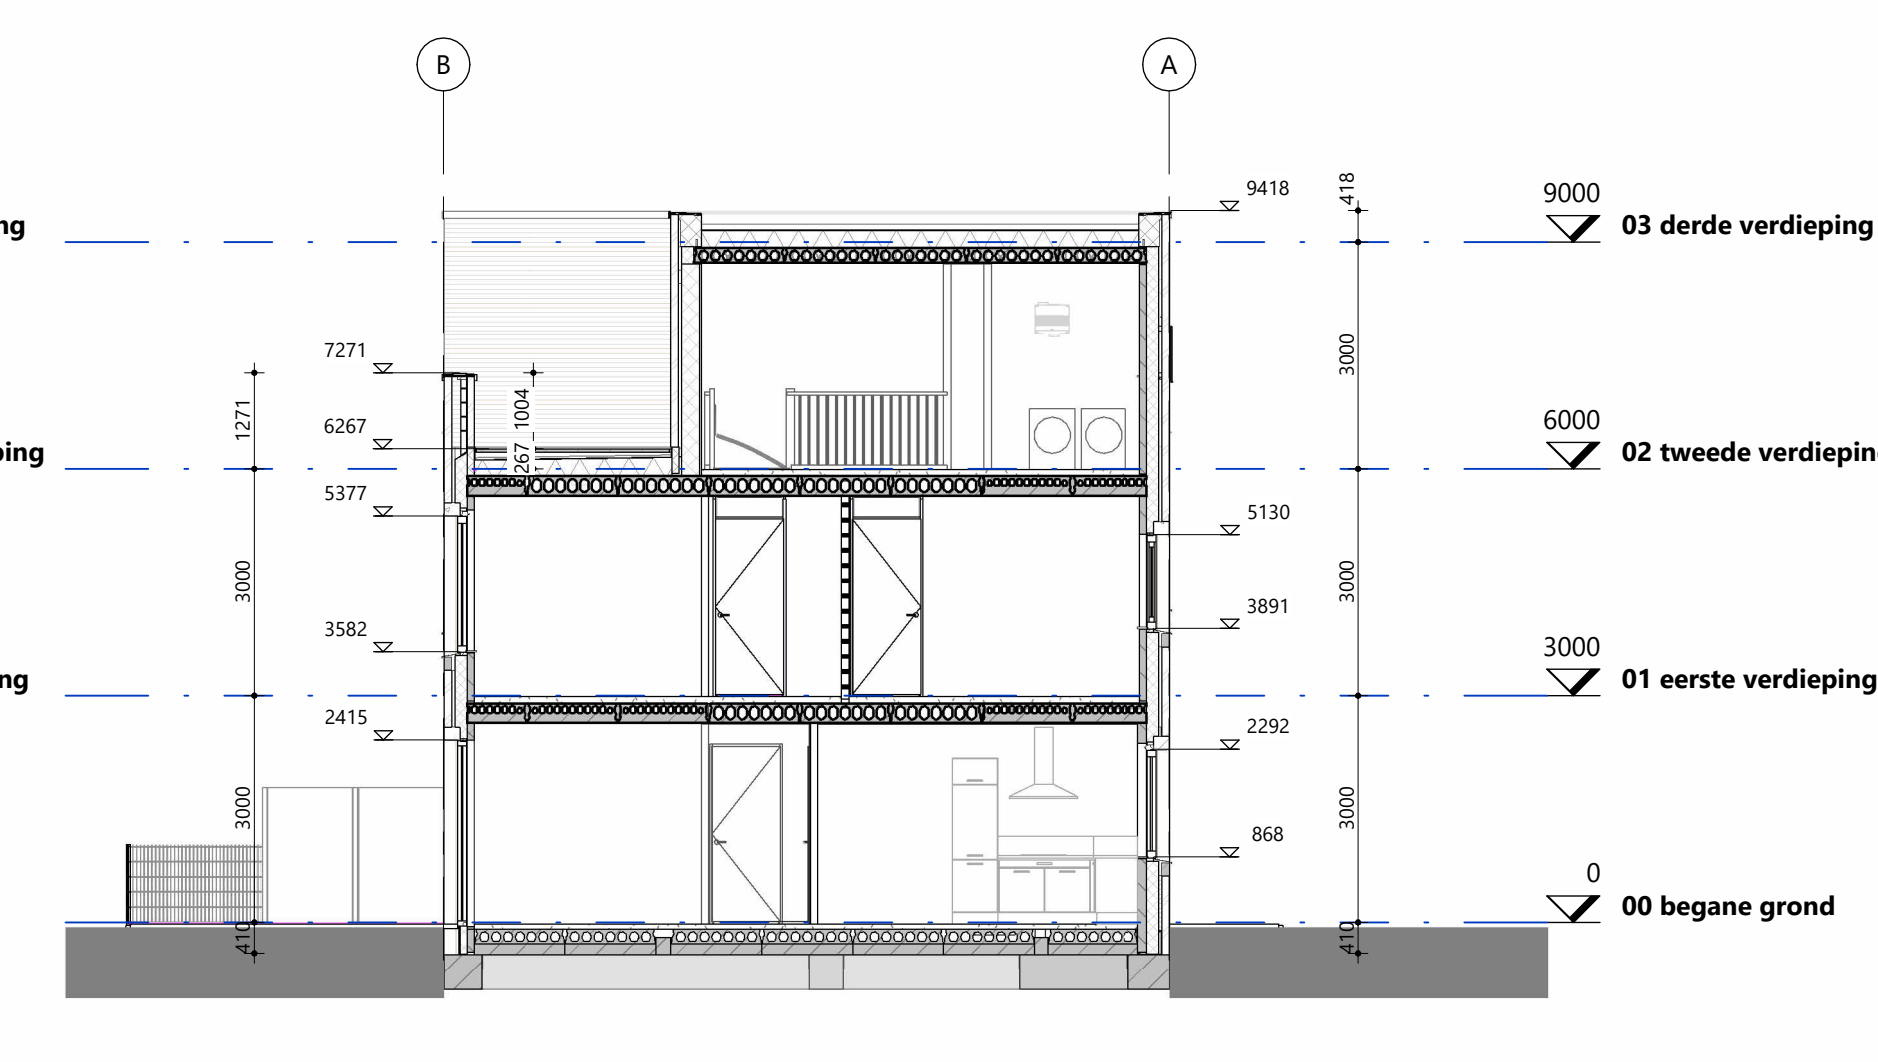 B
A
9418
418
9000
ng
03 derde verdieping
7271
3000
1271
1004
6267
6000
267
ping
02 tweede verdieping
5377
5130
3000
3000
3891
3582
3000
ng
01 eerste verdieping
2415
2292
3000
3000
868
0
00 begane grond
410
410